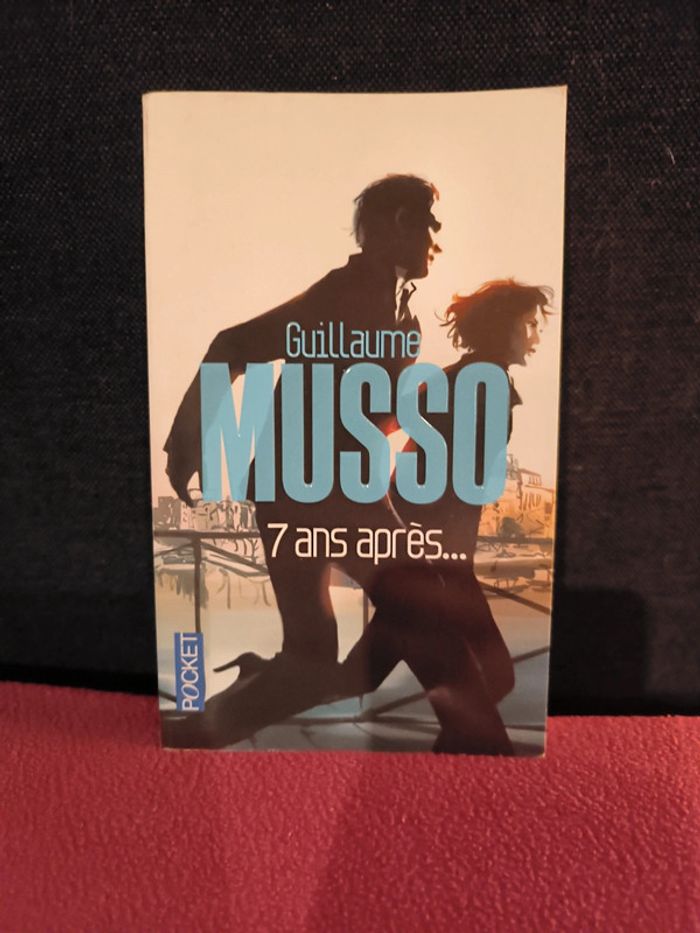 Guillaume
MUSSO
7 ans après...
POCKET